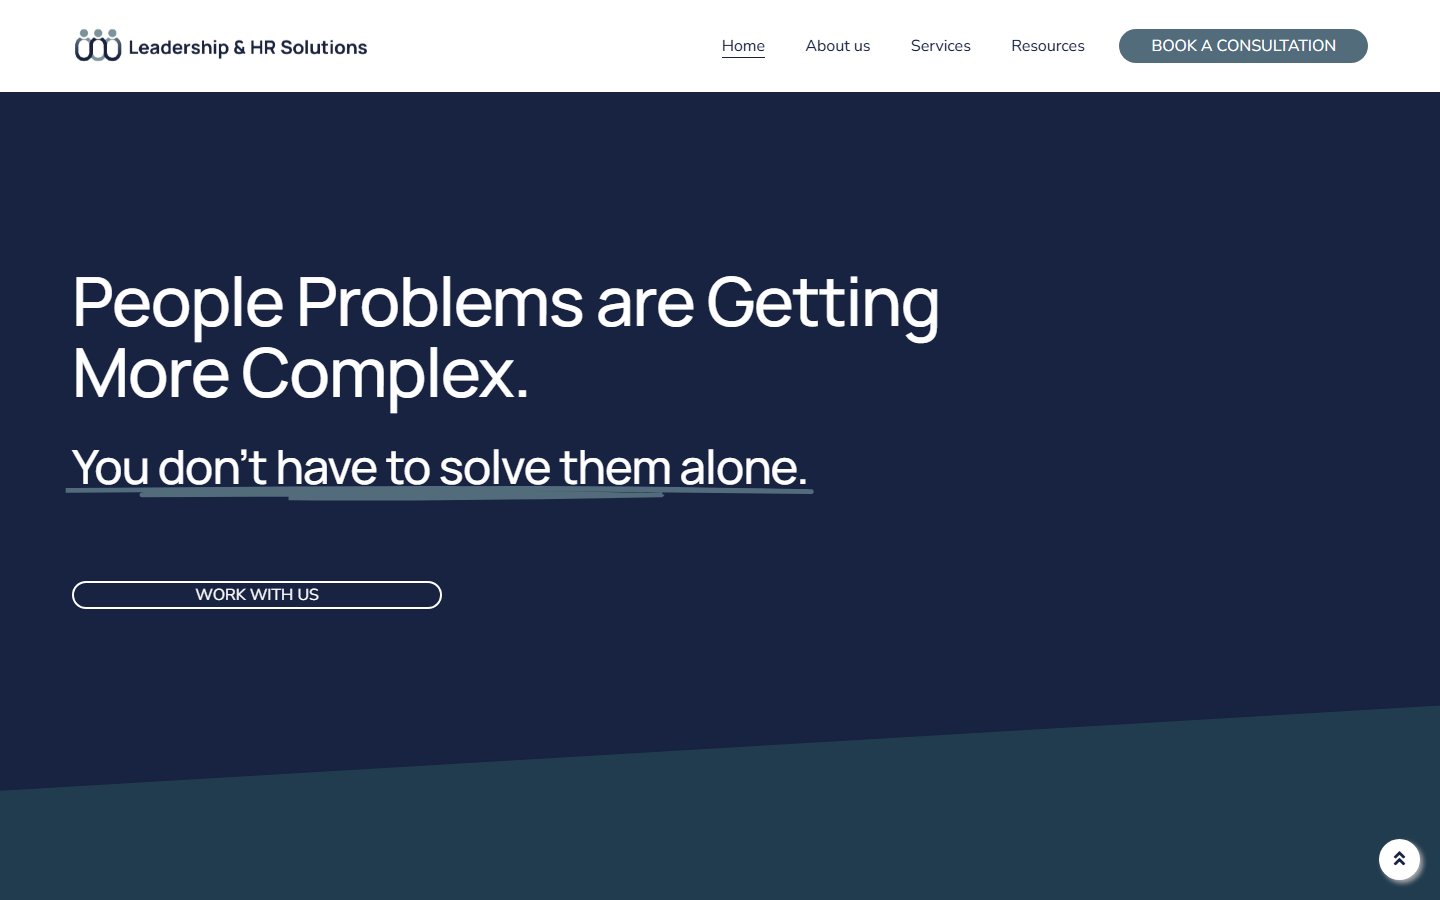 Leadership & HR Solutions
Home
About us
Services
Resources
BOOK A CONSULTATION
People Problems are Getting
More Complex.
You don’t have to solve them alone.
WORK WITH US